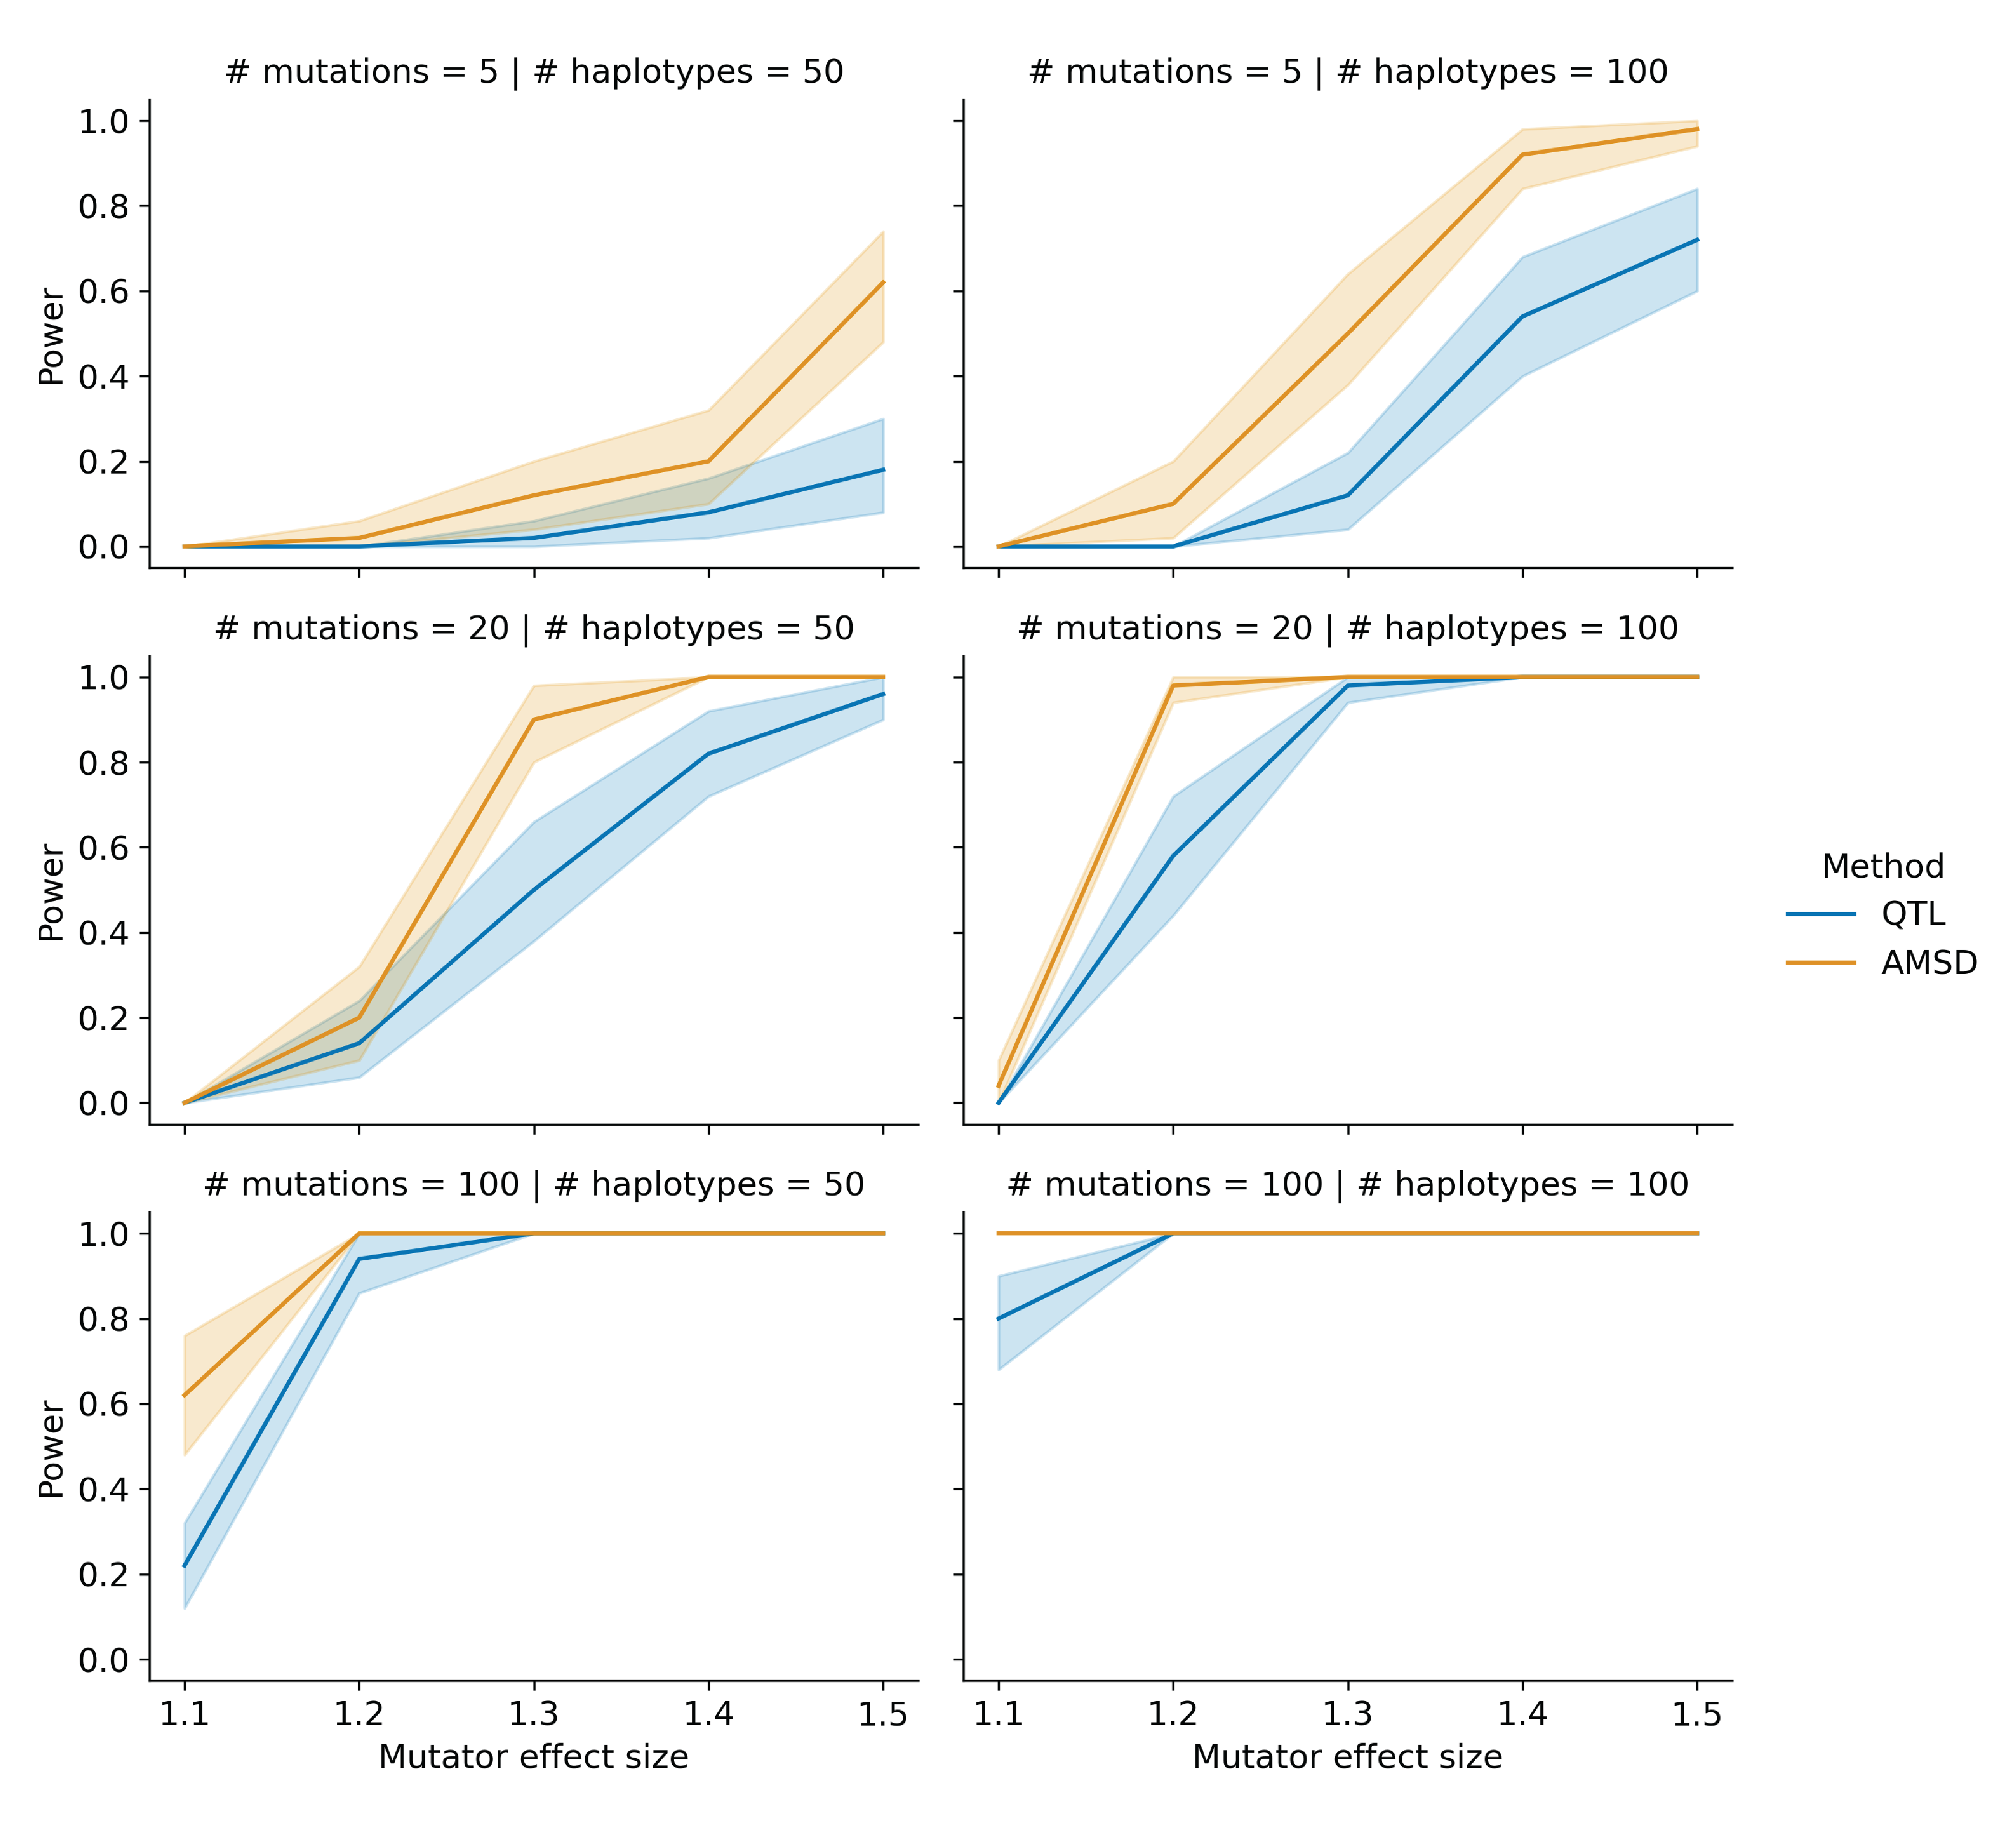 # mutations = 5 | # haplotypes = 50
# mutations = 5 | # haplotypes = 100
1.0
0.8
0.6
0.4
0.2
0.0
Power
# mutations = 20 | # haplotypes = 50
# mutations = 20 | # haplotypes = 100
1.0
0.8
0.6
0.4
0.2
0.0
Power
Method
QTL
AMSD
# mutations = 100 | # haplotypes = 50
# mutations = 100 | # haplotypes = 100
1.0
0.8
0.6
0.4
0.2
0.0
Power
1.1 1.2 1.3 1.4 1.5
Mutator effect size
1.1 1.2 1.3 1.4 1.5
Mutator effect size